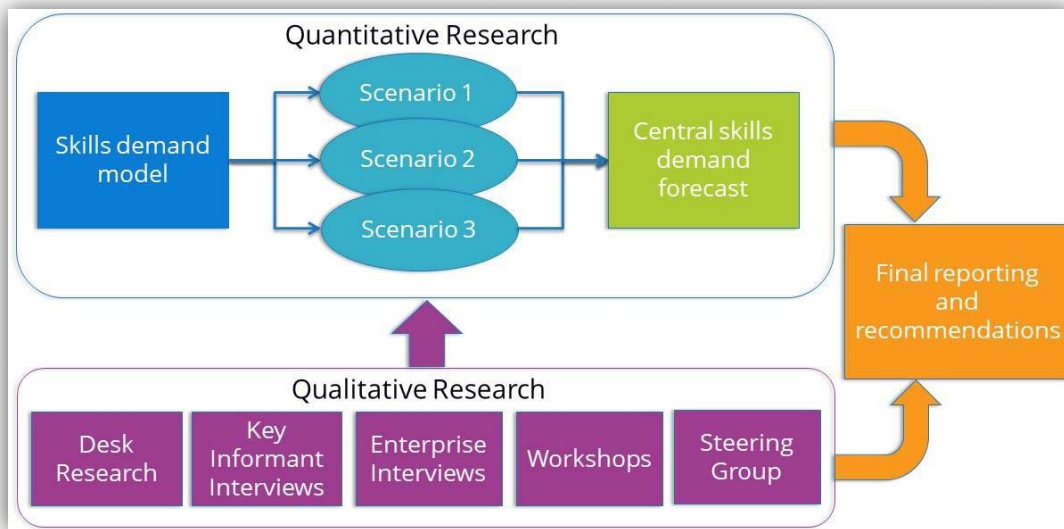 Quantitative Research
Skills demand
model
Scenario 1
Scenario 2
Scenario 3
Central skills
demand
forecast
Final reporting
and
recommendations
Qualitative Research
Desk
Research
Key
Informant
Interviews
Enterprise
Interviews
Workshops
Steering
Group